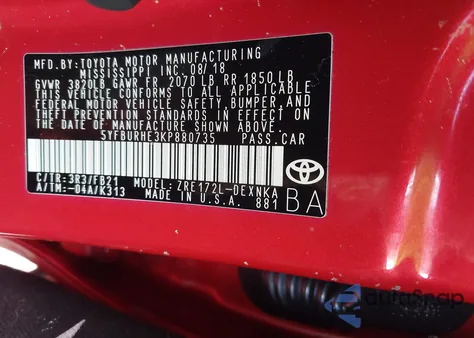 MFD. BY: TOYOTA MOTOR MANUFACTURING
MISSISSIPPI INC. 08/18
GVWR 3820LB GAWR FR 2070 LB RR 1850 LB
THIS VEHICLE CONFORMS TO ALL APPLICABLE
FEDERAL MOTOR VEHICLE SAFETY, BUMPER, AND
THEFT PREVENTION STANDARDS IN EFFECT ON
THE DATE OF MANUFACTURE SHOWN ABOVE.
5YFBURHE3KP880735 PASS.CAR
C/TR:3R3/FB21 MODEL:ZRE172L-DEXNKA
A/TM:-04A/K313 MADE IN U.S.A. 881
TOYOTA
BA
dataSnap